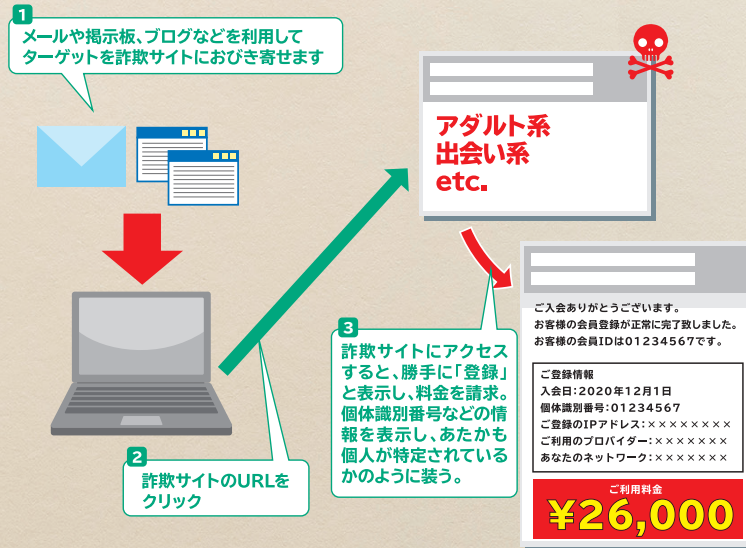 1
メールや掲示板、ブログなどを利用して
ターゲットを詐欺サイトにおびき寄せます
アダルト系
出会い系
etc.
2
詐欺サイトのURLを
クリック
3
詐欺サイトにアクセス
すると、勝手に「登録」
と表示し、料金を請求。
個体識別番号などの情
報を表示し、あたかも
個人が特定されている
かのように装う。
ご入会ありがとうございます。
お客様の会員登録が正常に完了致しました。
お客様の会員IDは01234567です。
ご登録情報
入会日:2020年12月1日
個体識別番号:01234567
ご登録のIPアドレス:××××××××
ご利用のプロバイダー:×××××××
あなたのネットワーク:×××××××
ご利用料金
¥26,000